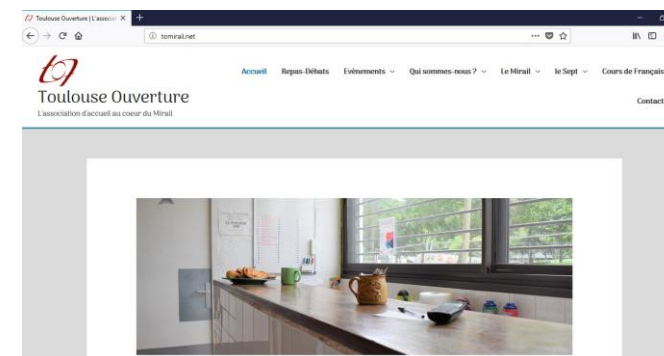 Toulouse Ouverture | L'associa
tomirail.net
Accueil Repas-Débats Evènements Qui sommes-nous ? Le Mirail le Sept Cours de Français
Contact
Toulouse Ouverture
L'association d'accueil au coeur du Mirail